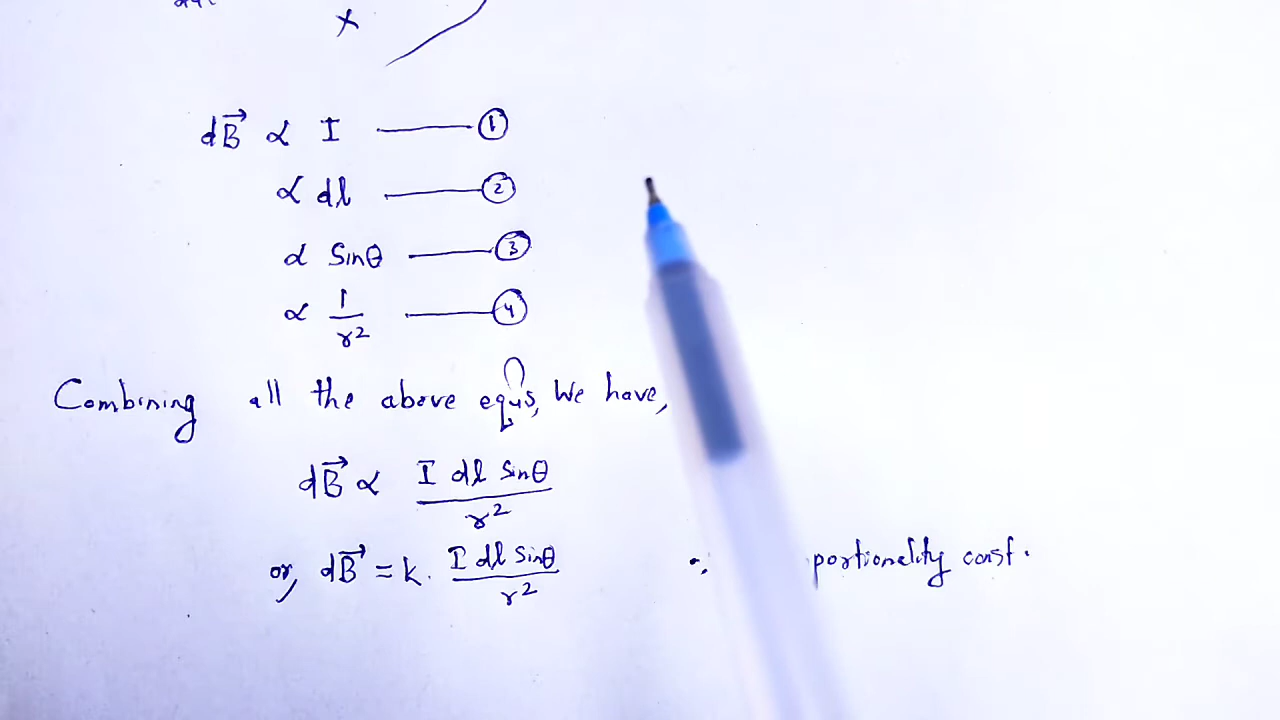 dB⃗ ∝ I —— ①
∝ dl —— ②
∝ Sinθ —— ③
∝ 1/r² —— ④
Combining all the above eqns, We have,
dB⃗ ∝ I dl Sinθ / r²
or, dB⃗ = k. I dl Sinθ / r² portionality const.